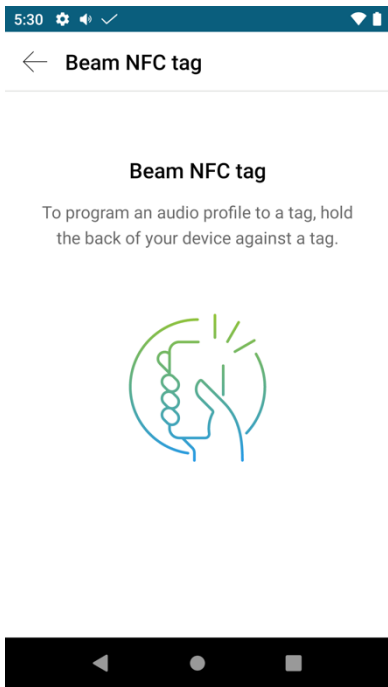 5:30
Beam NFC tag
Beam NFC tag
To program an audio profile to a tag, hold
the back of your device against a tag.